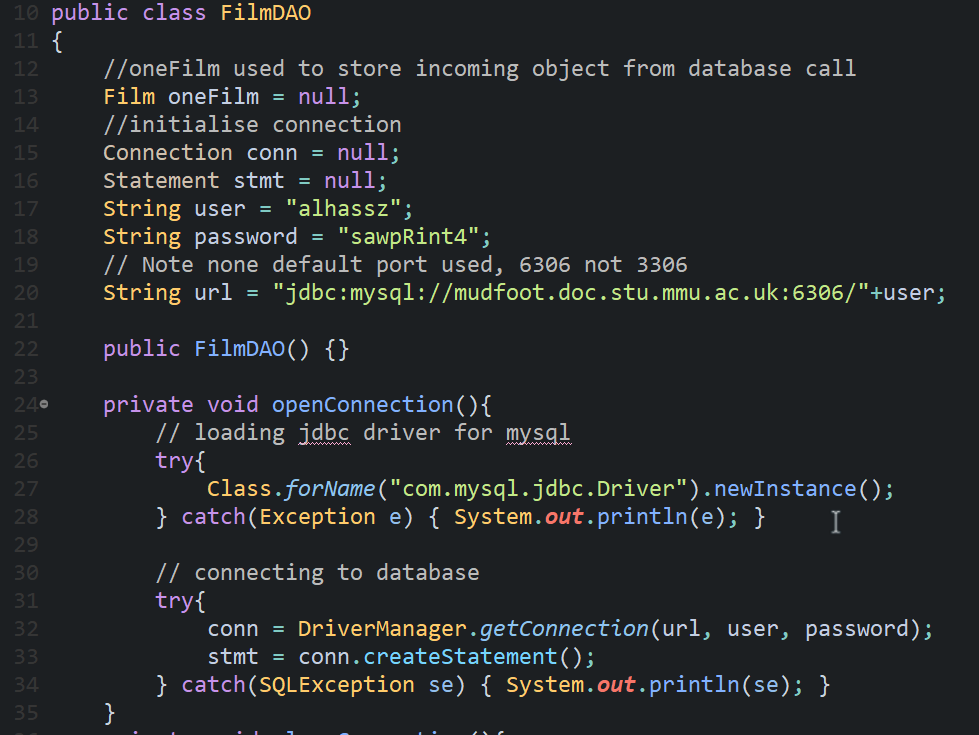 10 public class FilmDAO
11 {
12 //oneFilm used to store incoming object from database call
13 Film oneFilm = null;
14 //initialise connection
15 Connection conn = null;
16 Statement stmt = null;
17 String user = "alhassz";
18 String password = "sawpRint4";
19 // Note none default port used, 6306 not 3306
20 String url = "jdbc:mysql://mudfoot.doc.stu.mmu.ac.uk:6306/"+user;
21
22 public FilmDAO() {}
23
24 private void openConnection(){
25 // loading jdbc driver for mysql
26 try{
27 Class.forName("com.mysql.jdbc.Driver").newInstance();
28 } catch(Exception e) { System.out.println(e); }
29
30 // connecting to database
31 try{
32 conn = DriverManager.getConnection(url, user, password);
33 stmt = conn.createStatement();
34 } catch(SQLException se) { System.out.println(se); }
35 }